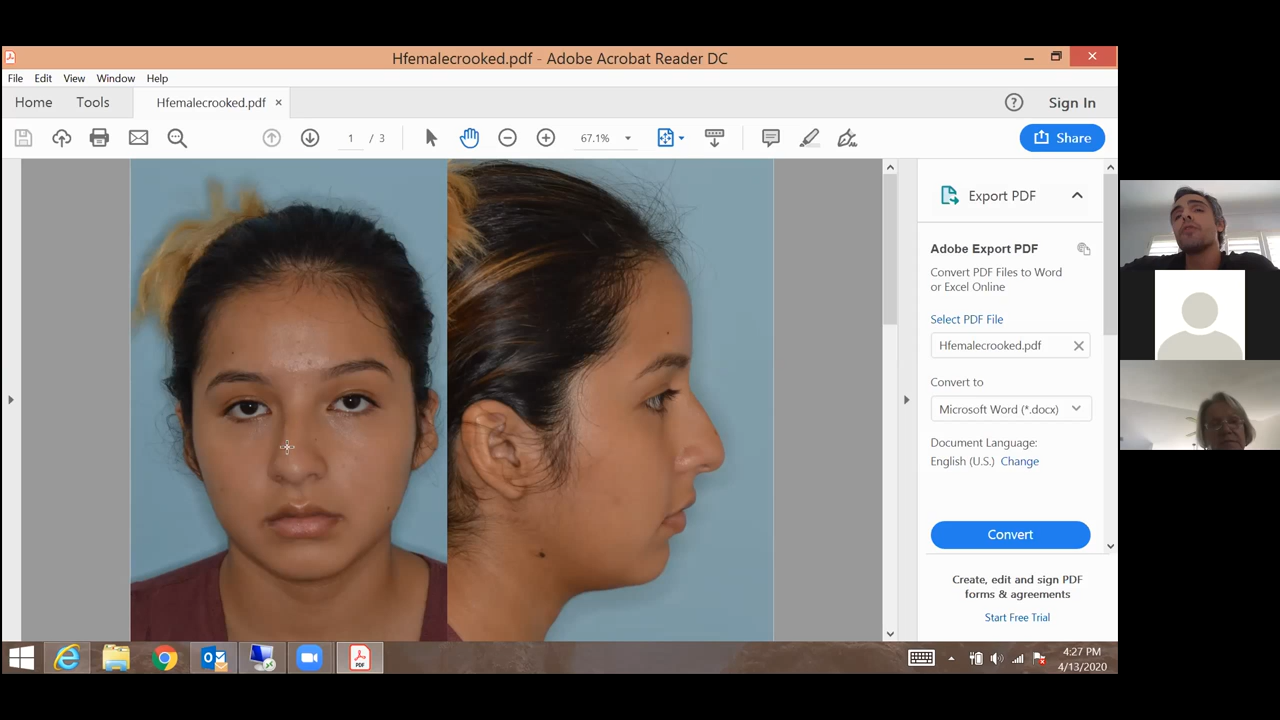 Hfemalecrooked.pdf - Adobe Acrobat Reader DC
File Edit View Window Help
Home Tools Hfemalecrooked.pdf × Sign In
1 / 3 67.1% Share
Export PDF
Adobe Export PDF
Convert PDF Files to Word
or Excel Online
Select PDF File
Hfemalecrooked.pdf
Convert to
Microsoft Word (*.docx)
Document Language:
English (U.S.) Change
Convert
Create, edit and sign PDF
forms & agreements
Start Free Trial
4:27 PM
4/13/2020